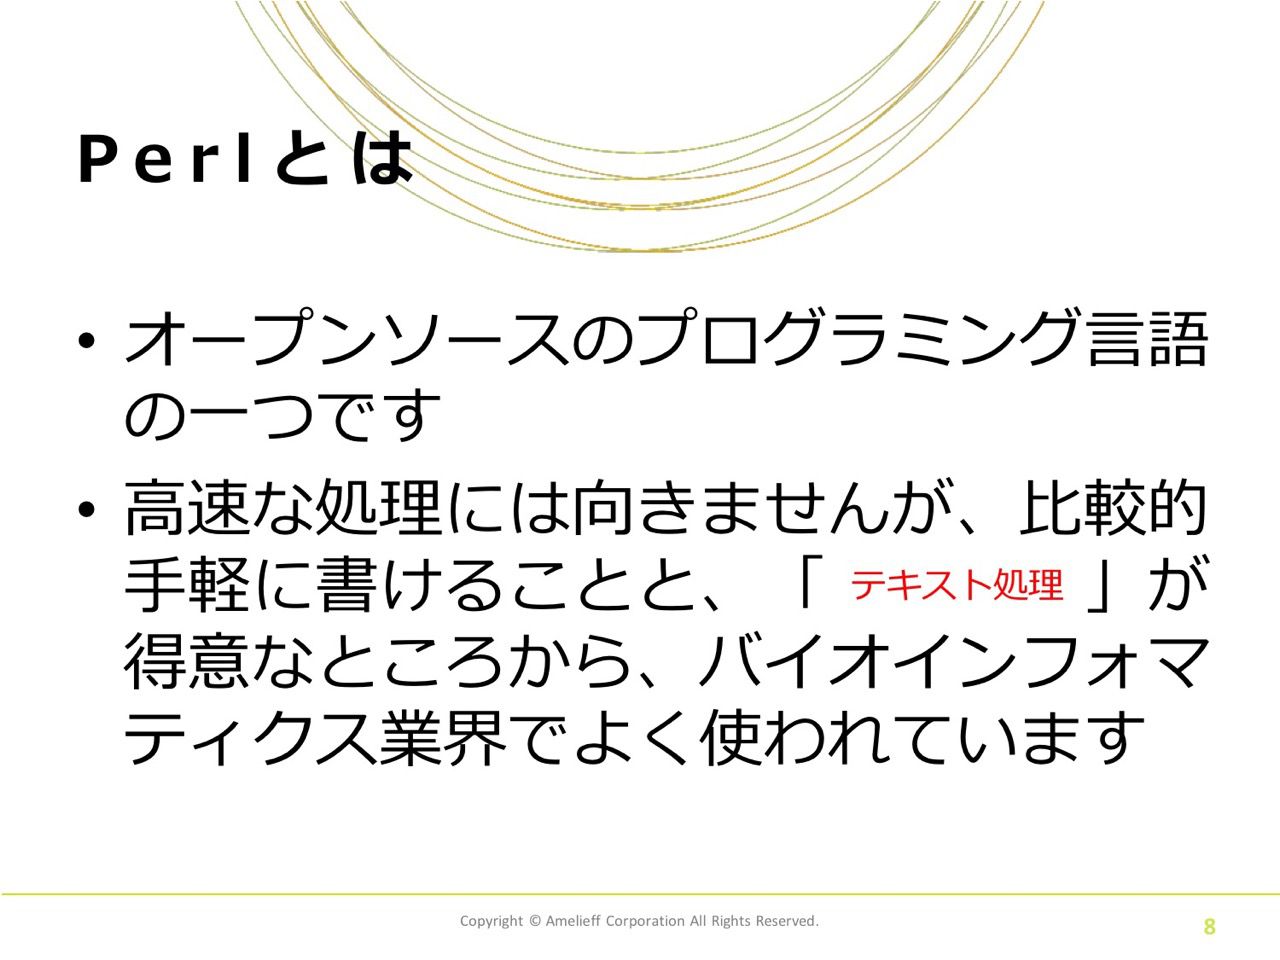 Perlとは
• オープンソースのプログラミング言語
の一つです
• 高速な処理には向きませんが、比較的
手軽に書けることと、「 テキスト処理 」が
得意なところから、バイオインフォマ
ティクス業界でよく使われています
Copyright © Amelieff Corporation All Rights Reserved.
8